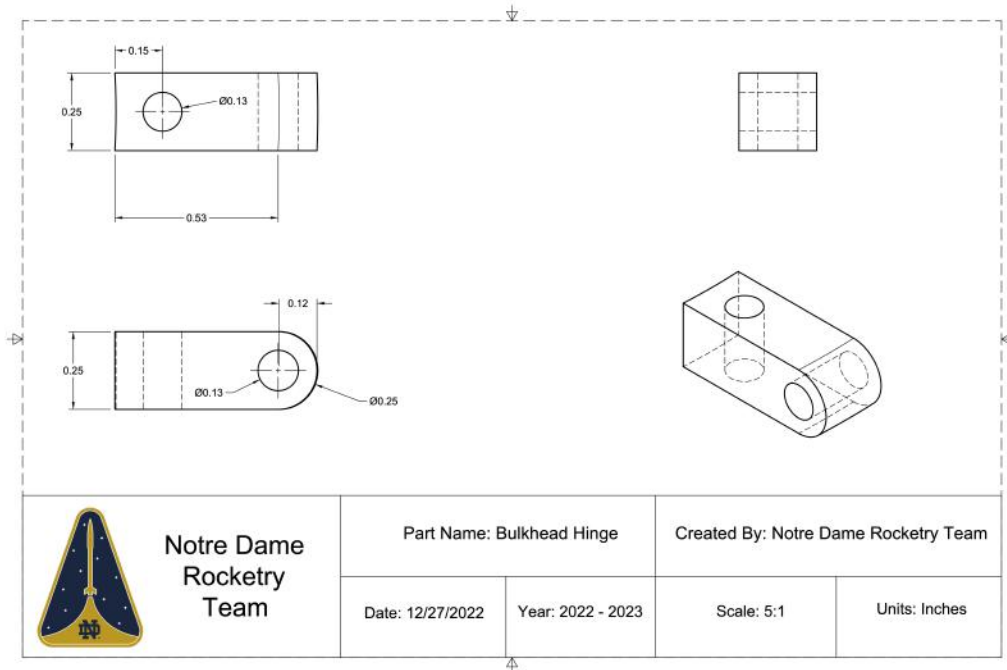 0.15
Ø0.13
0.25
0.53
0.12
0.25
Ø0.13
Ø0.25
Notre Dame
Rocketry
Team
Part Name: Bulkhead Hinge
Created By: Notre Dame Rocketry Team
Date: 12/27/2022
Year: 2022 - 2023
Scale: 5:1
Units: Inches
ND